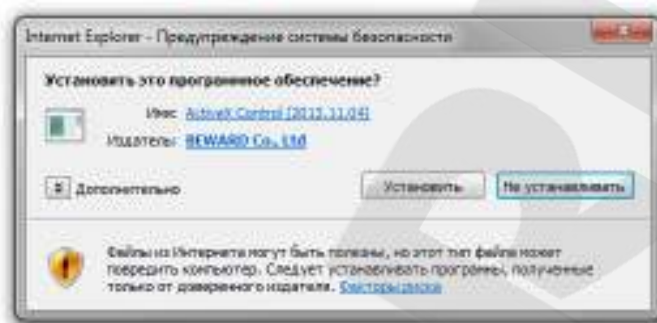 Internet Explorer - Предупреждение системы безопасности
Установить это программное обеспечение?
Имя: ActiveX Control [2013.11.04]
Издатель: BEWARD Co., Ltd
Дополнительно
Установить
Не устанавливать
Файлы из Интернета могут быть полезны, но этот тип файла может
повредить компьютер. Следует устанавливать программы, полученные
только от доверенного издателя. Факторы риска